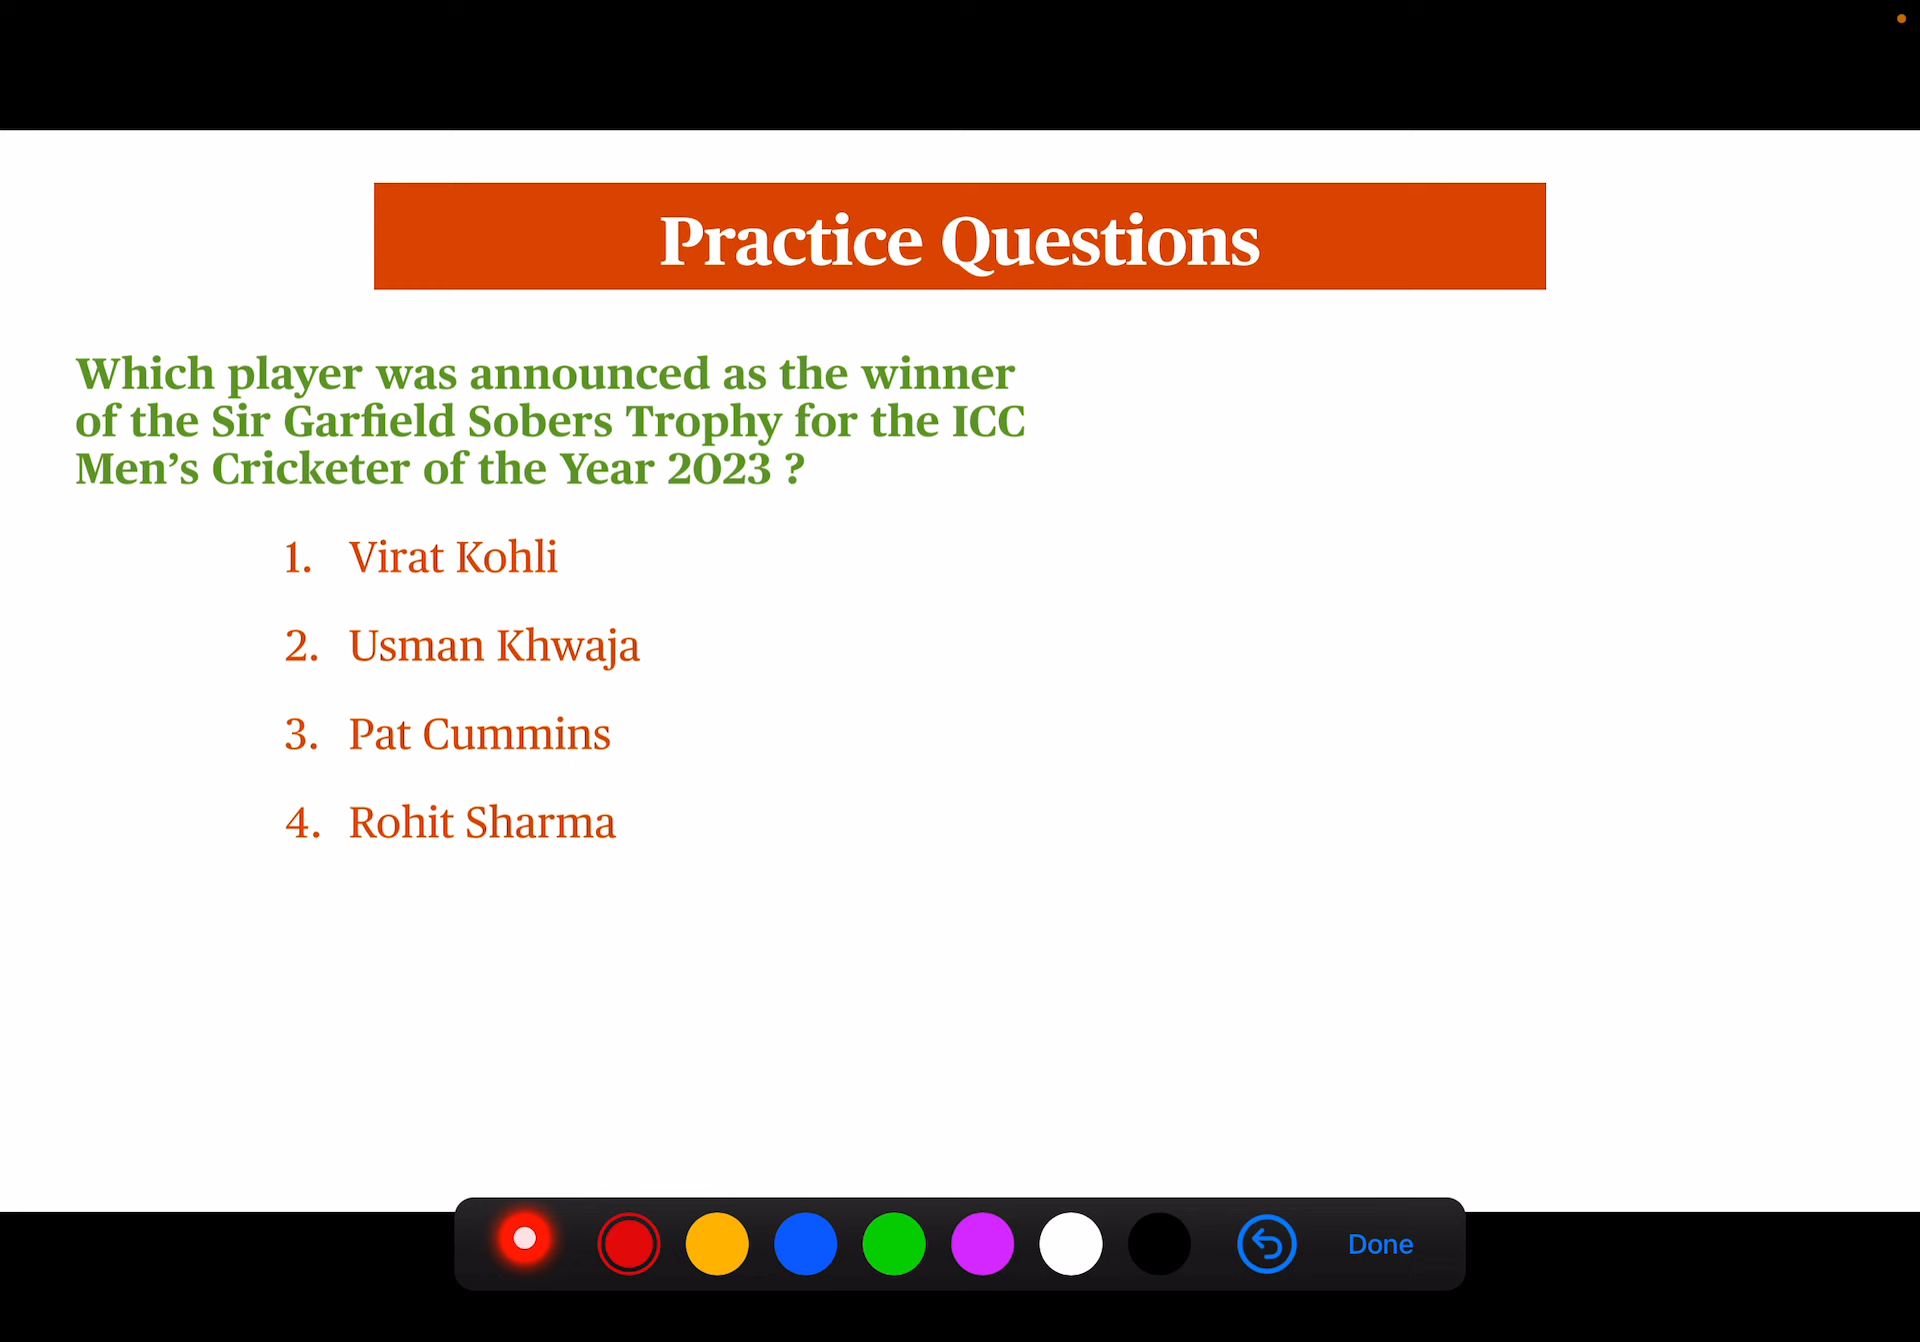 Practice Questions
Which player was announced as the winner
of the Sir Garfield Sobers Trophy for the ICC
Men’s Cricketer of the Year 2023 ?
1. Virat Kohli
2. Usman Khwaja
3. Pat Cummins
4. Rohit Sharma
Done